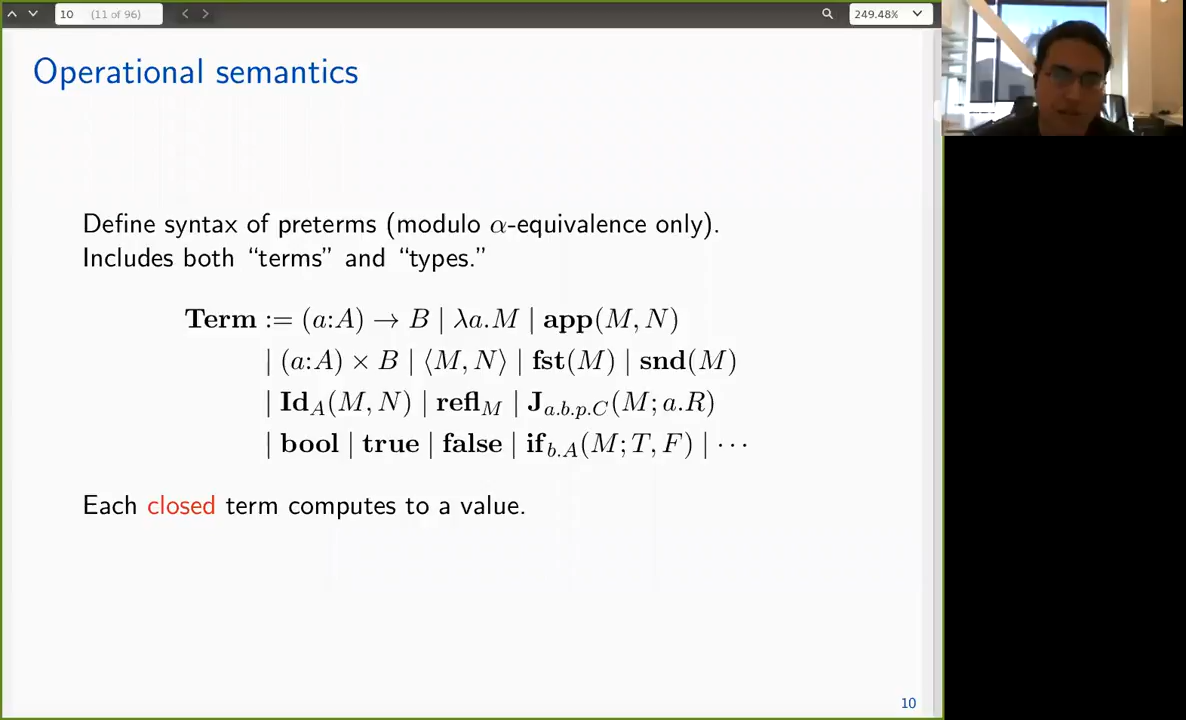 10 (11 of 96) 249.48%
Operational semantics
Define syntax of preterms (modulo α-equivalence only).
Includes both “terms” and “types.”
Term := (a:A) → B | λa.M | app(M, N)
| (a:A) × B | ⟨M, N⟩ | fst(M) | snd(M)
| Id_A(M, N) | refl_M | J_{a.b.p.C}(M; a.R)
| bool | true | false | if_{b.A}(M; T, F) | ···
Each closed term computes to a value.
10